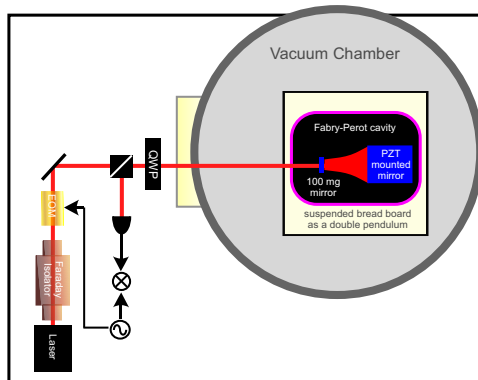 Vacuum Chamber
Fabry-Perot cavity
PZT
mounted
mirror
100 mg
mirror
suspended bread board
as a double pendulum
QWP
EOM
Faraday
Isolator
Laser